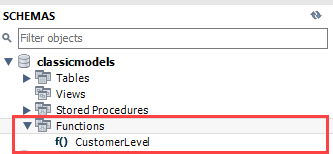 SCHEMAS
Filter objects
classicmodels
Tables
Views
Stored Procedures
Functions
f() CustomerLevel